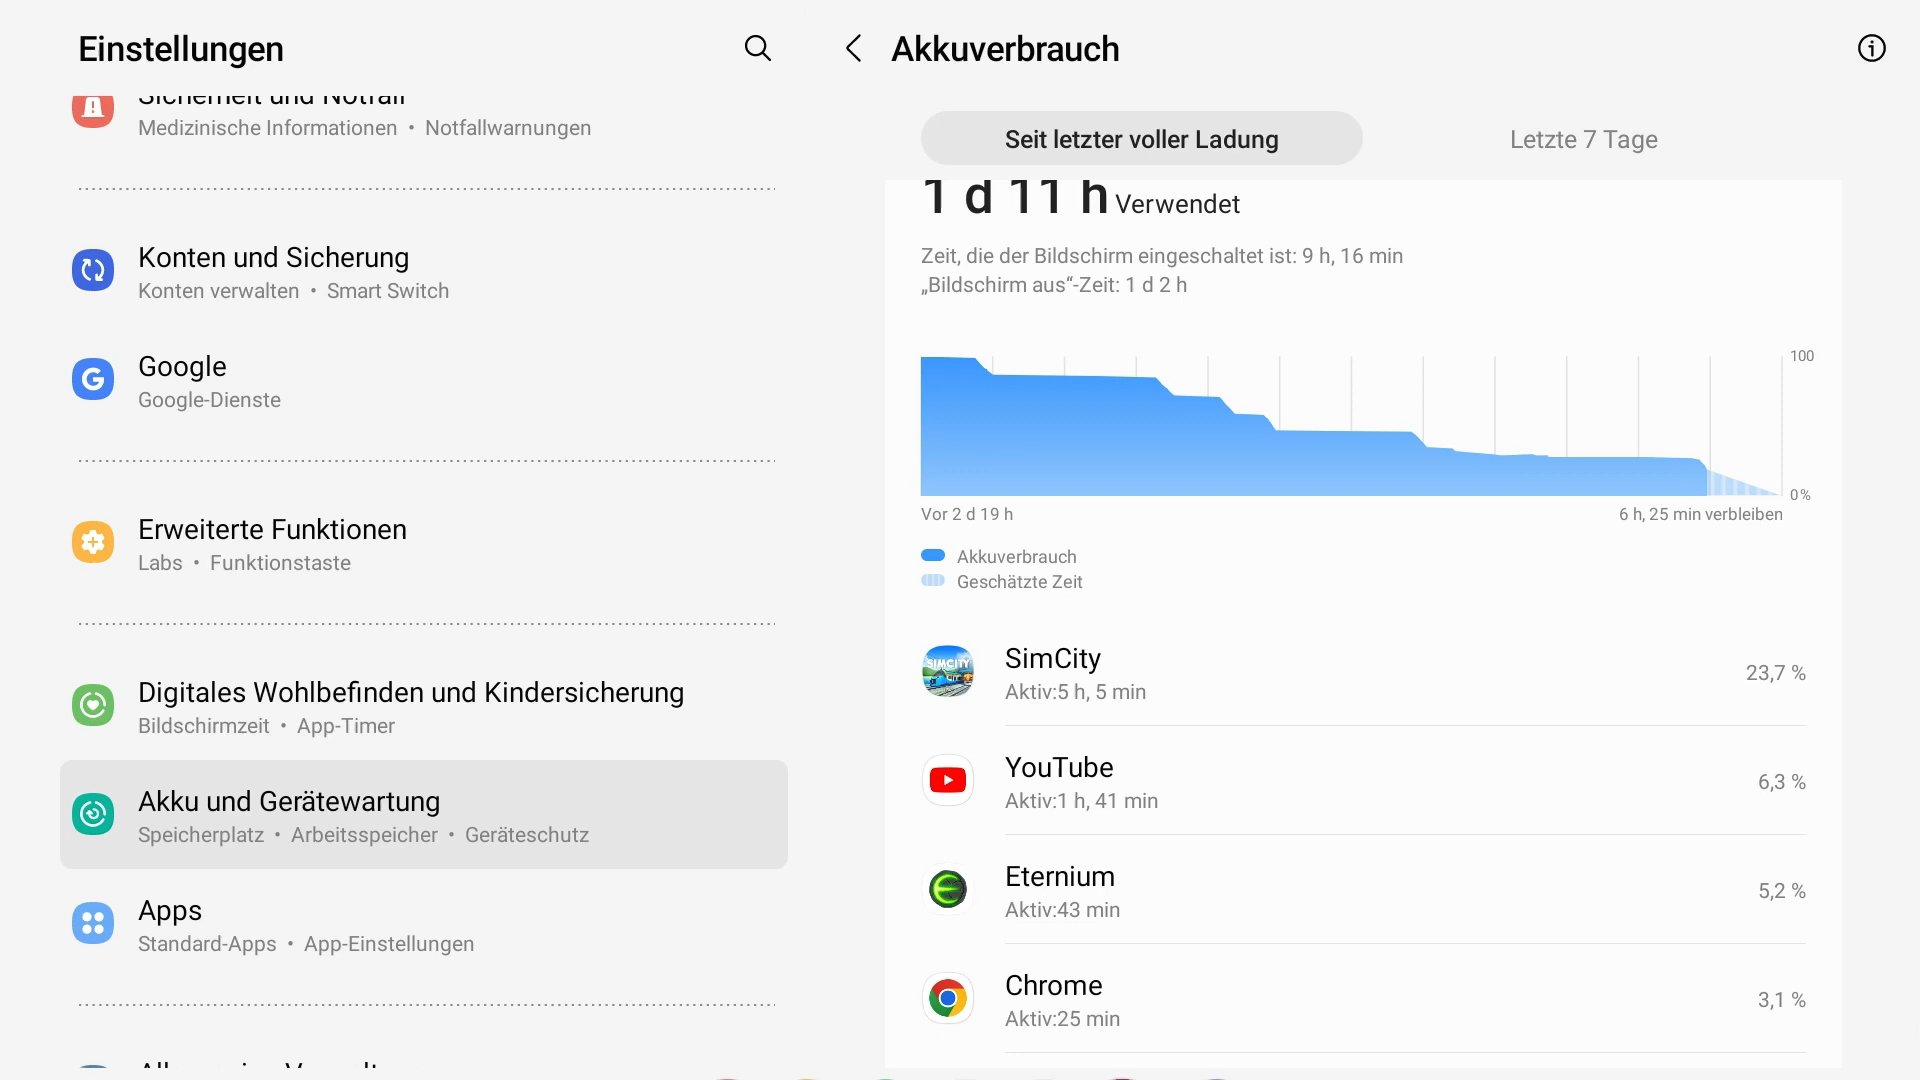 Einstellungen
Sicherheit und Notfall
Medizinische Informationen • Notfallwarnungen
Konten und Sicherung
Konten verwalten • Smart Switch
Google
Google-Dienste
Erweiterte Funktionen
Labs • Funktionstaste
Digitales Wohlbefinden und Kindersicherung
Bildschirmzeit • App-Timer
Akku und Gerätewartung
Speicherplatz • Arbeitsspeicher • Geräteschutz
Apps
Standard-Apps • App-Einstellungen
Akkuverbrauch
Seit letzter voller Ladung
Letzte 7 Tage
1 d 11 h Verwendet
Zeit, die der Bildschirm eingeschaltet ist: 9 h, 16 min
„Bildschirm aus“-Zeit: 1 d 2 h
100
0 %
Vor 2 d 19 h
6 h, 25 min verbleiben
Akkuverbrauch
Geschätzte Zeit
SIMCITY
SimCity
Aktiv:5 h, 5 min
23,7 %
YouTube
Aktiv:1 h, 41 min
6,3 %
Eternium
Aktiv:43 min
5,2 %
Chrome
Aktiv:25 min
3,1 %